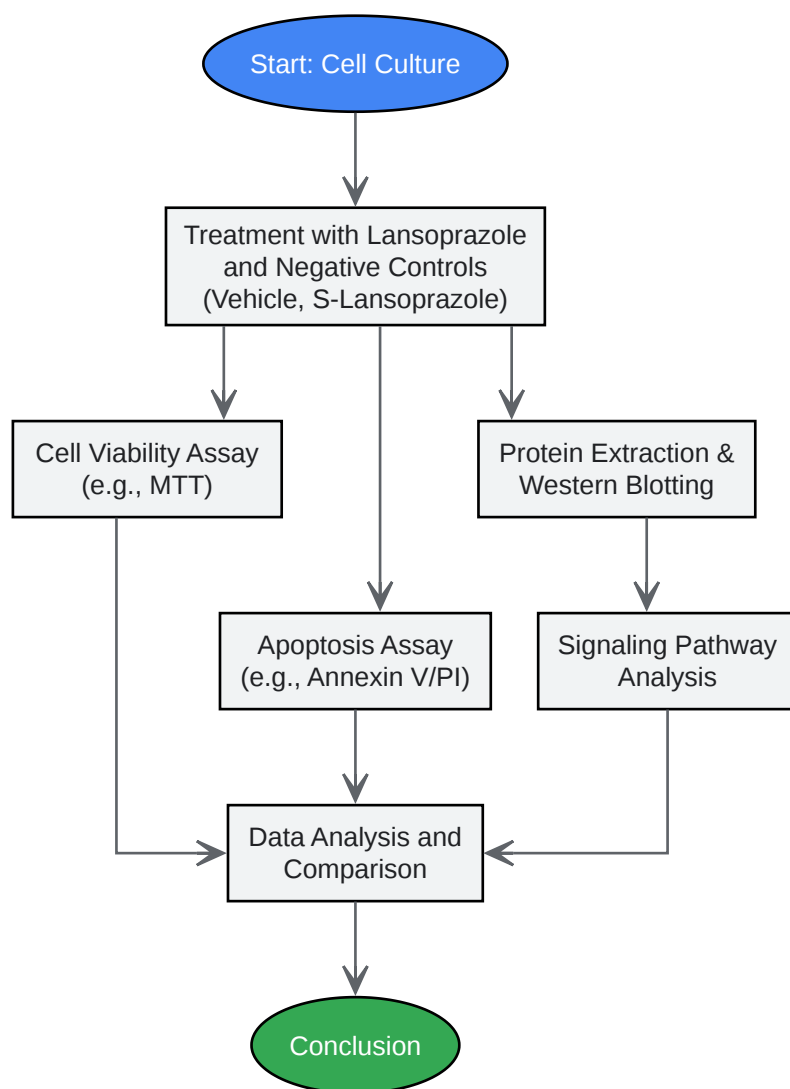 Start: Cell Culture
Treatment with Lansoprazole
and Negative Controls
(Vehicle, S-Lansoprazole)
Cell Viability Assay
(e.g., MTT)
Protein Extraction &
Western Blotting
Apoptosis Assay
(e.g., Annexin V/PI)
Signaling Pathway
Analysis
Data Analysis and
Comparison
Conclusion